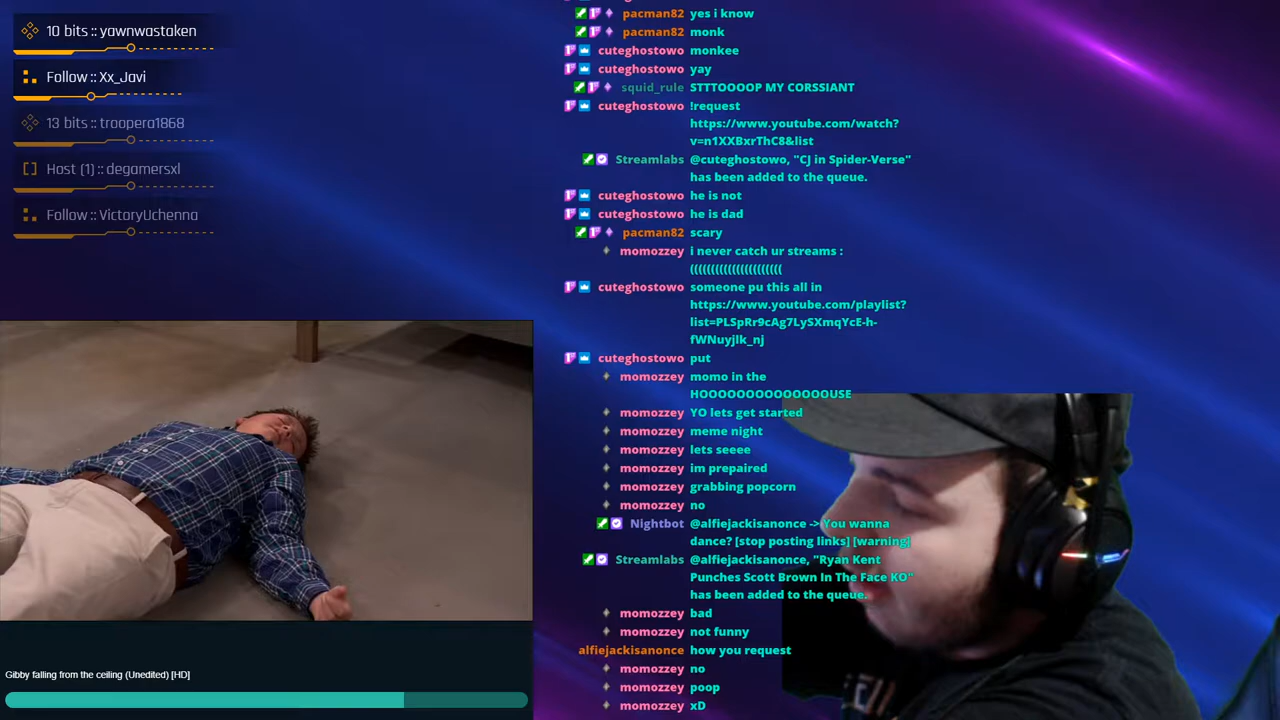 10 bits :: yawnwastaken
Follow :: Xx_Javi
13 bits :: troopera1868
Host (1) :: degamersxl
Follow :: VictoryUchenna
pacman82 yes i know
pacman82 monk
cuteghostowo monkee
cuteghostowo yay
squid_rule STTTOOOOP MY CORSSIANT
cuteghostowo !request
https://www.youtube.com/watch?
v=n1XXBxrThC8&list
Streamlabs @cuteghostowo, "CJ in Spider-Verse"
has been added to the queue.
cuteghostowo he is not
cuteghostowo he is dad
pacman82 scary
momozzey i never catch ur streams :
((((((((((((((((((((((
cuteghostowo someone pu this all in
https://www.youtube.com/playlist?
list=PLSpRr9cAg7LySXmqYcE-h-
fWNuyjlk_nj
cuteghostowo put
momozzey momo in the
HOOOOOOOOOOOOOOUSE
momozzey YO lets get started
momozzey meme night
momozzey lets seeee
momozzey im prepaired
momozzey grabbing popcorn
momozzey no
Nightbot @alfiejackisanonce -> You wanna
dance? [stop posting links] [warning]
Streamlabs @alfiejackisanonce, "Ryan Kent
Punches Scott Brown In The Face KO"
has been added to the queue.
momozzey bad
momozzey not funny
alfiejackisanonce how you request
momozzey no
momozzey poop
momozzey xD
Gibby falling from the ceiling (Unedited) [HD]